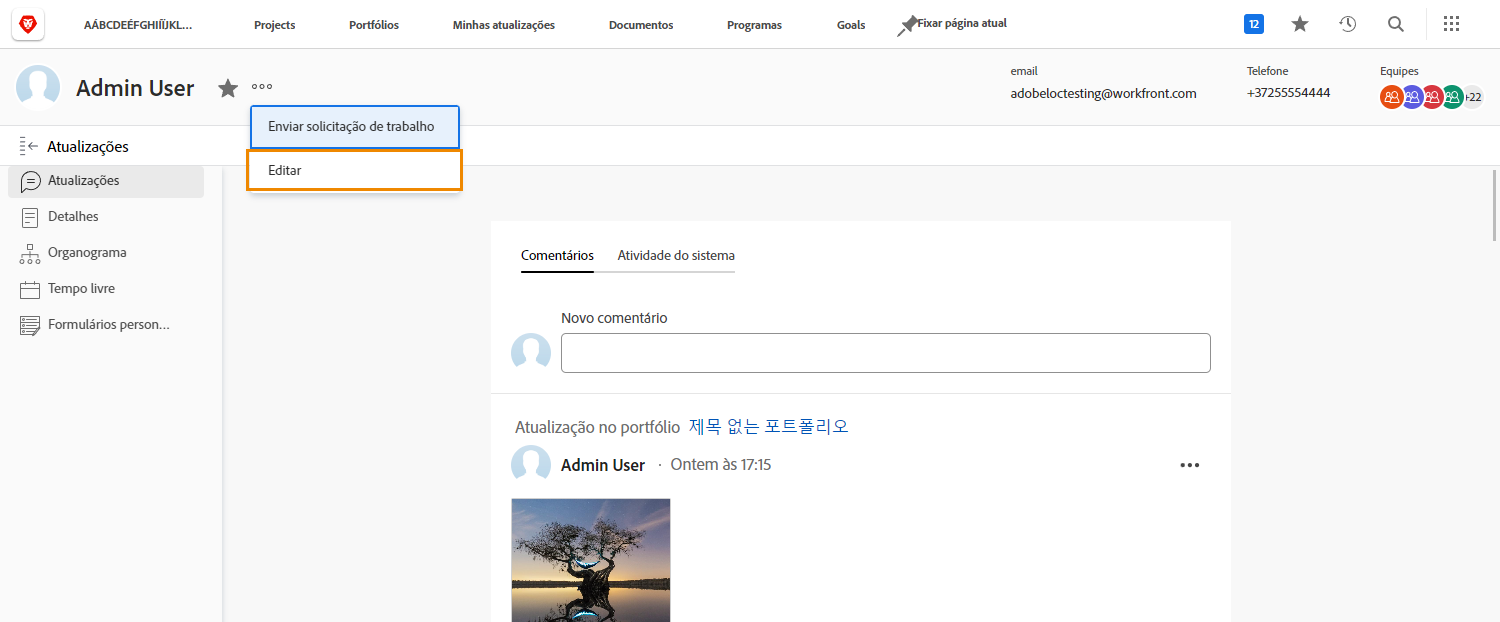 AÁBCDEÉFGHIÍÏJKL...
Projects
Portfólios
Minhas atualizações
Documentos
Programas
Goals
Fixar página atual
12
Admin User
email
adobeloctesting@workfront.com
Telefone
+37255554444
Equipes
+22
Enviar solicitação de trabalho
Editar
Atualizações
Atualizações
Detalhes
Organograma
Tempo livre
Formulários person...
Comentários
Atividade do sistema
Novo comentário
Atualização no portfólio 제목 없는 포트폴리오
Admin User · Ontem às 17:15